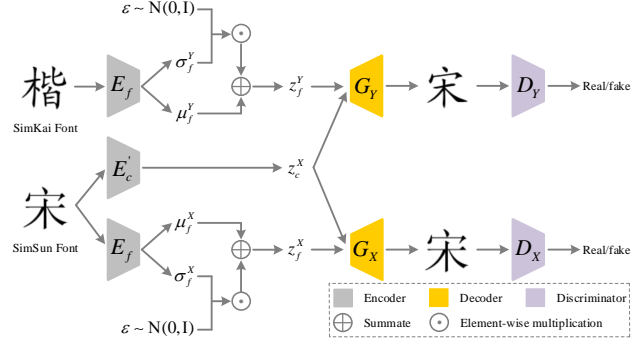 ε ~ N(0,I)
楷 E_f σ_f^Y μ_f^Y z_f^Y G_Y 宋 D_Y Real/fake
SimKai Font
E_c^' z_c^X
宋
SimSun Font
E_f μ_f^X σ_f^X z_f^X G_X 宋 D_X Real/fake
ε ~ N(0,I)
Encoder Decoder Discriminator
Summate Element-wise multiplication